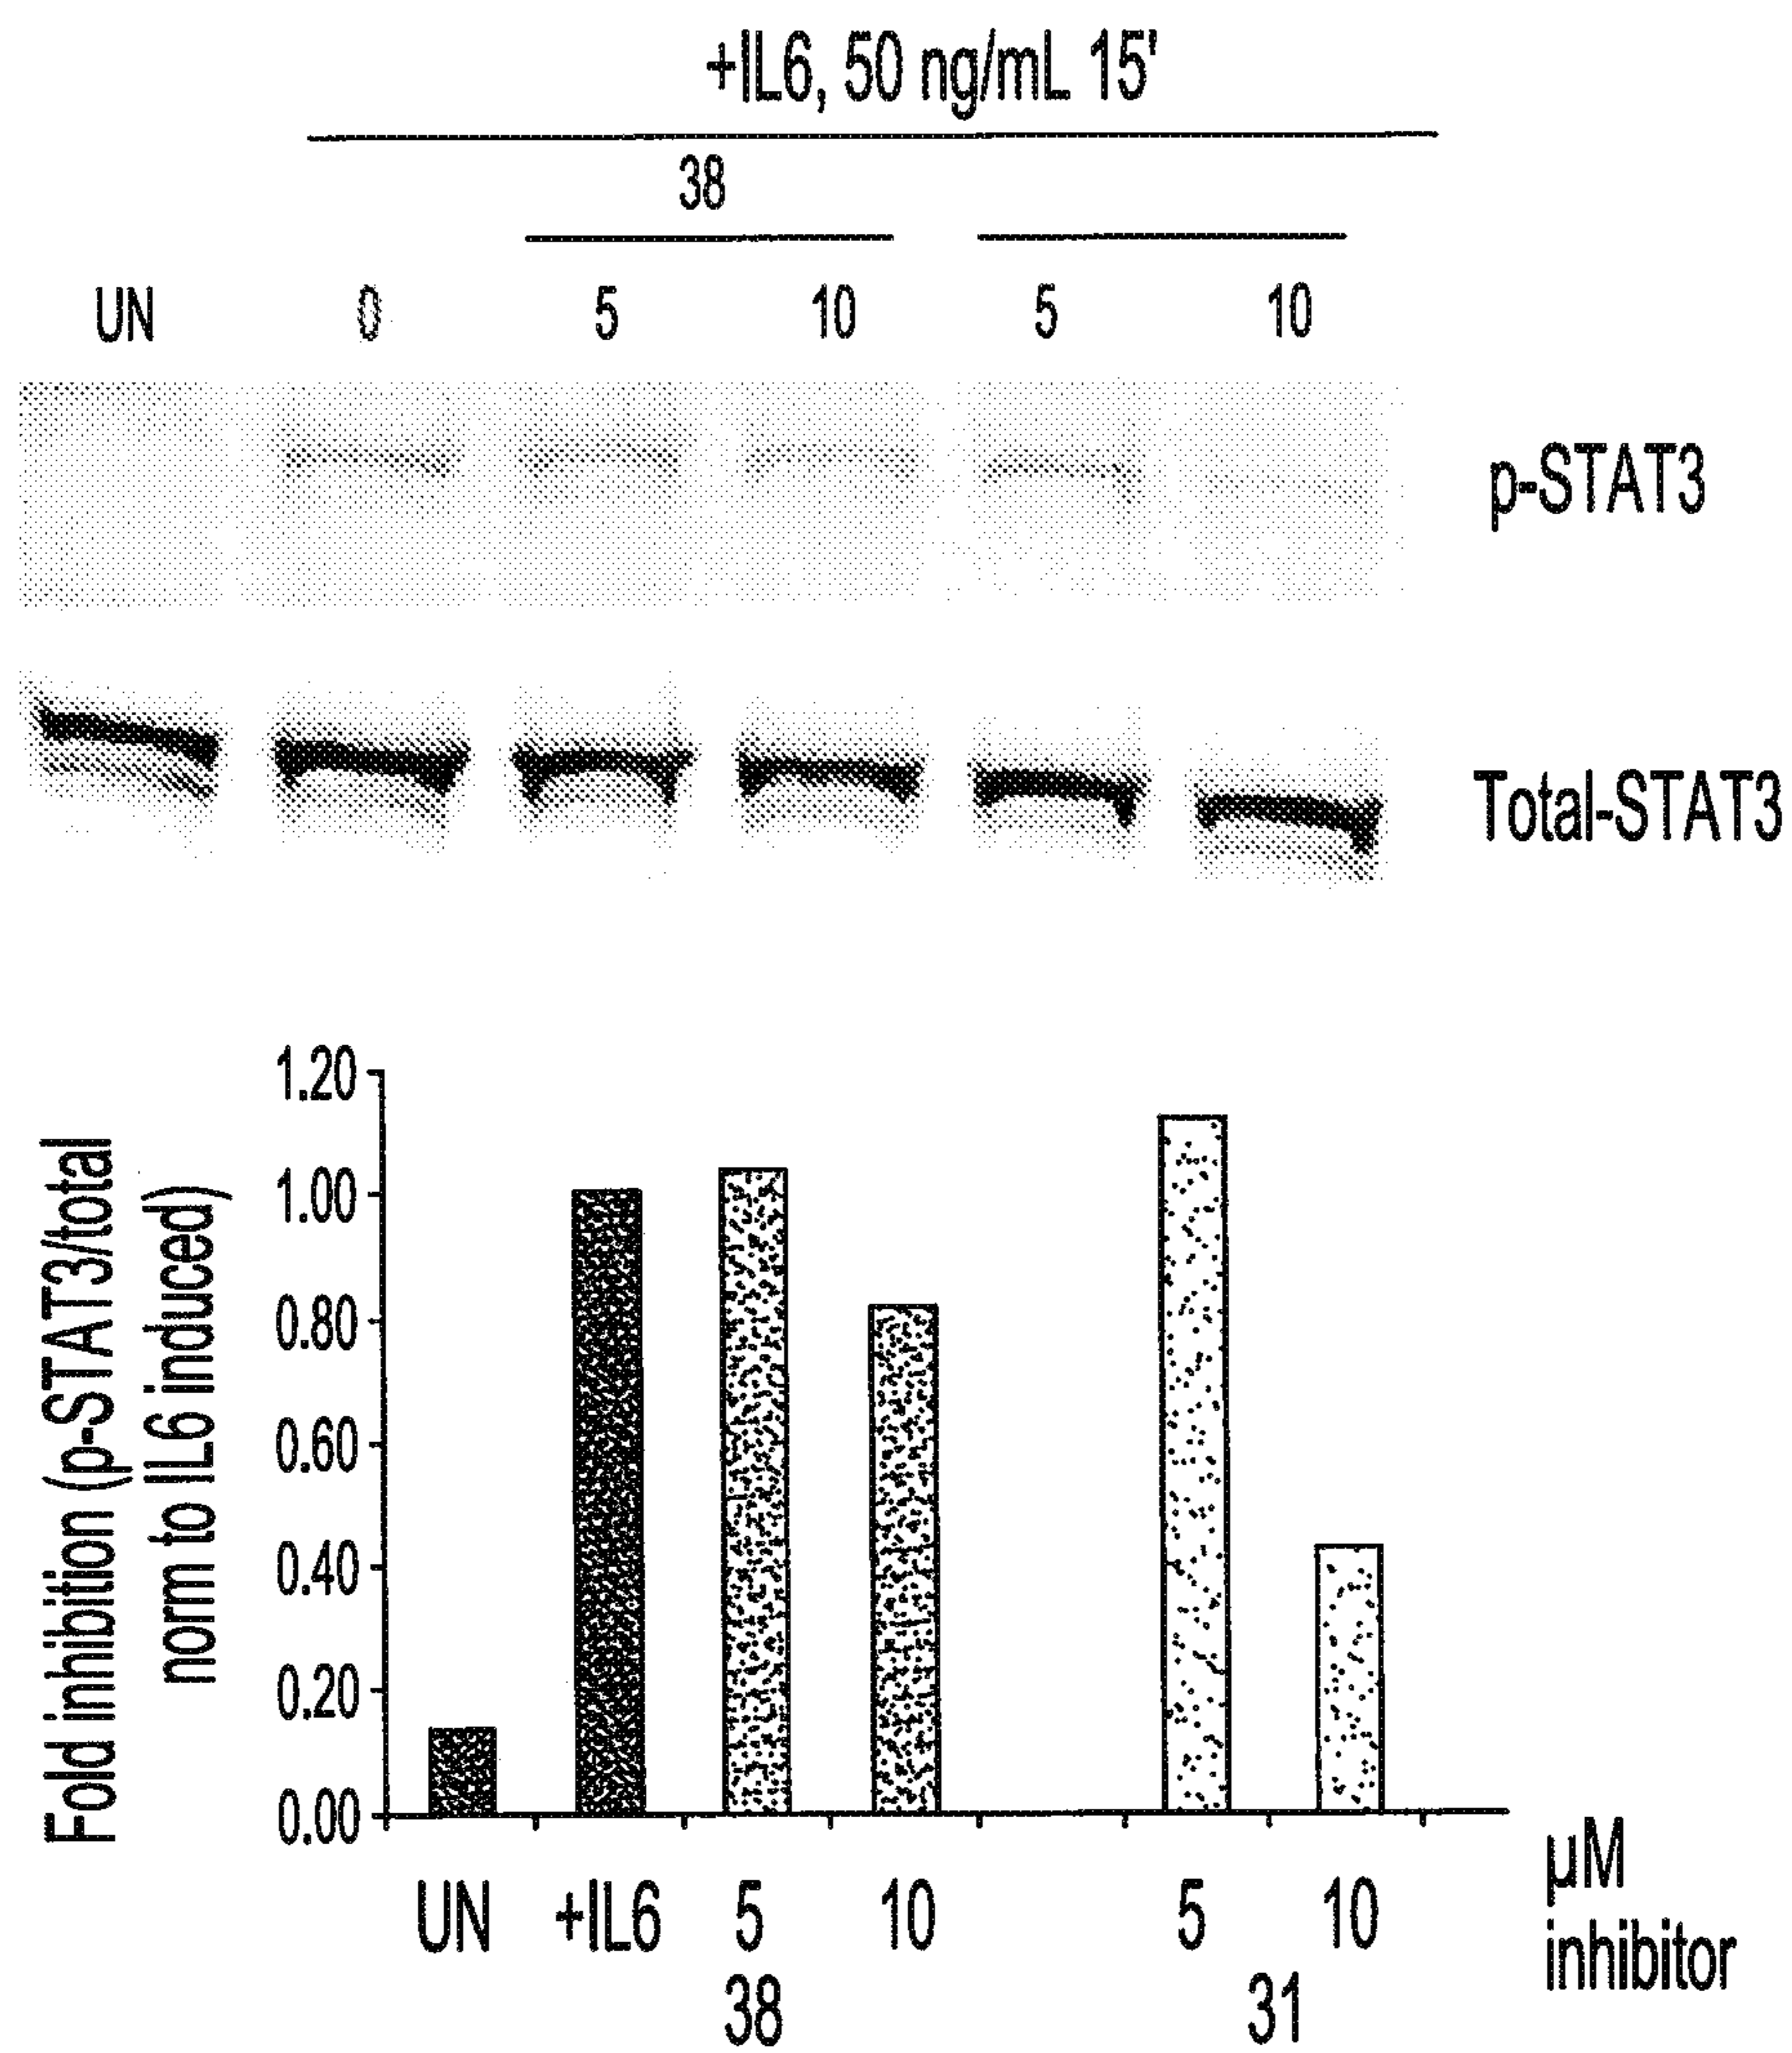 +IL6, 50 ng/mL 15'
38
UN 0 5 10 5 10
p-STAT3
Total-STAT3
Fold inhibition (p-STAT3/total
norm to IL6 induced)
1.20
1.00
0.80
0.60
0.40
0.20
0.00
UN +IL6 5 10 5 10
38 31
µM
inhibitor